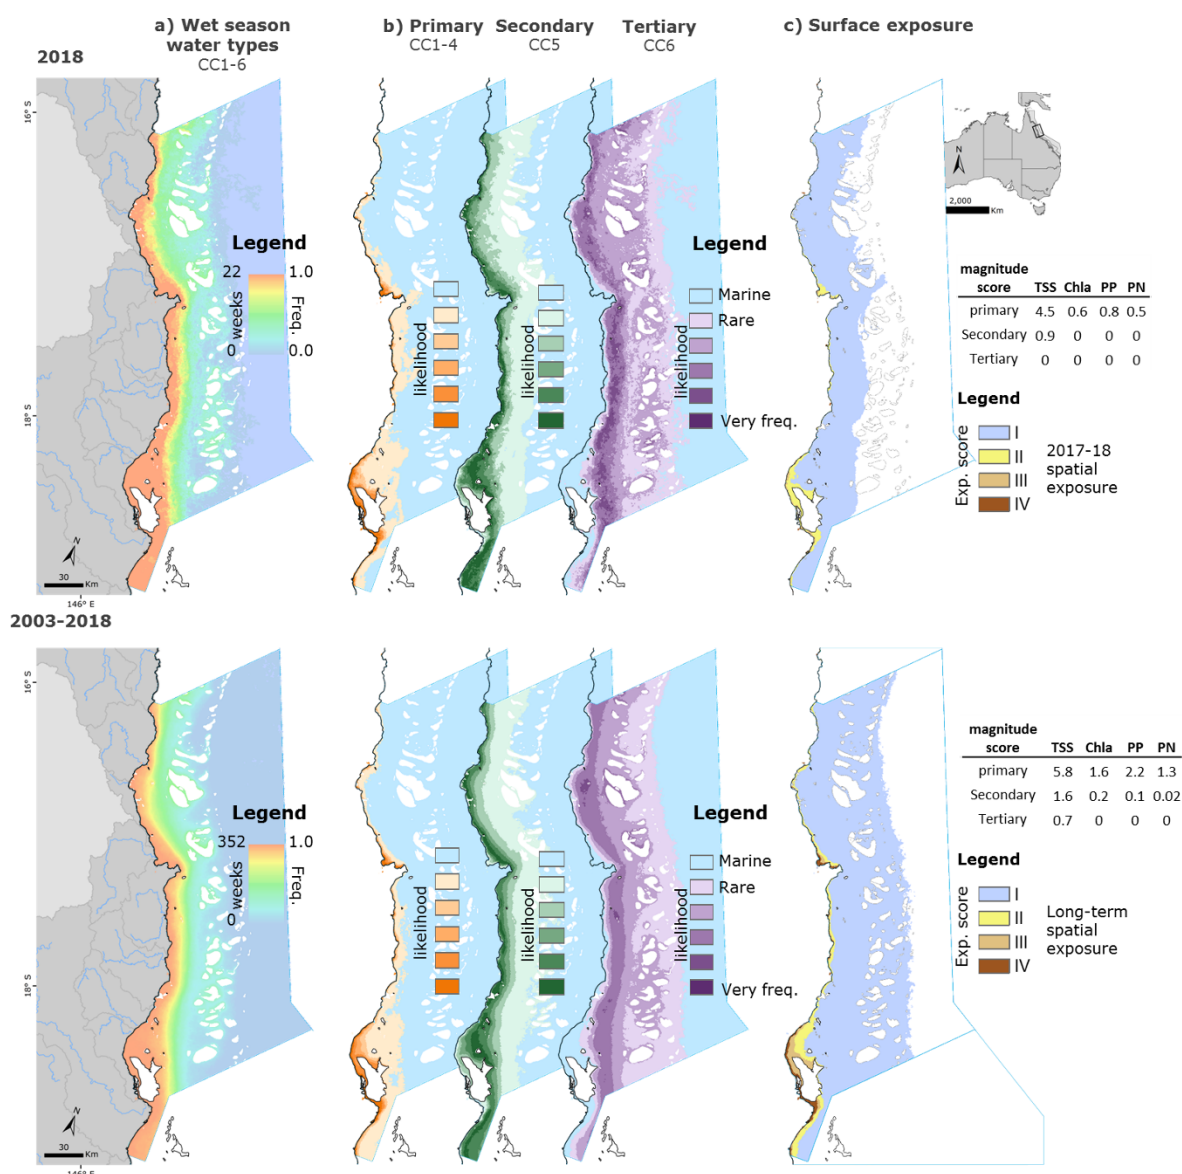 a) Wet season
water types
CC1-6
b) Primary
CC1-4
Secondary
CC5
Tertiary
CC6
c) Surface exposure
2018
16° S
18° S
Legend
22
1.0
weeks
Freq.
0
0.0
N
30
Km
146° E
likelihood
likelihood
Legend
Marine
Rare
likelihood
Very freq.
N
2,000
Km
magnitude
score TSS Chla PP PN
primary 4.5 0.6 0.8 0.5
Secondary 0.9 0 0 0
Tertiary 0 0 0 0
Legend
Exp. score
I
II
III
IV
2017-18
spatial
exposure
2003-2018
16° S
18° S
Legend
352
1.0
weeks
Freq.
0
0.0
N
30
Km
146° E
likelihood
likelihood
Legend
Marine
Rare
likelihood
Very freq.
magnitude
score TSS Chla PP PN
primary 5.8 1.6 2.2 1.3
Secondary 1.6 0.2 0.1 0.02
Tertiary 0.7 0 0 0
Legend
Exp. score
I
II
III
IV
Long-term
spatial
exposure